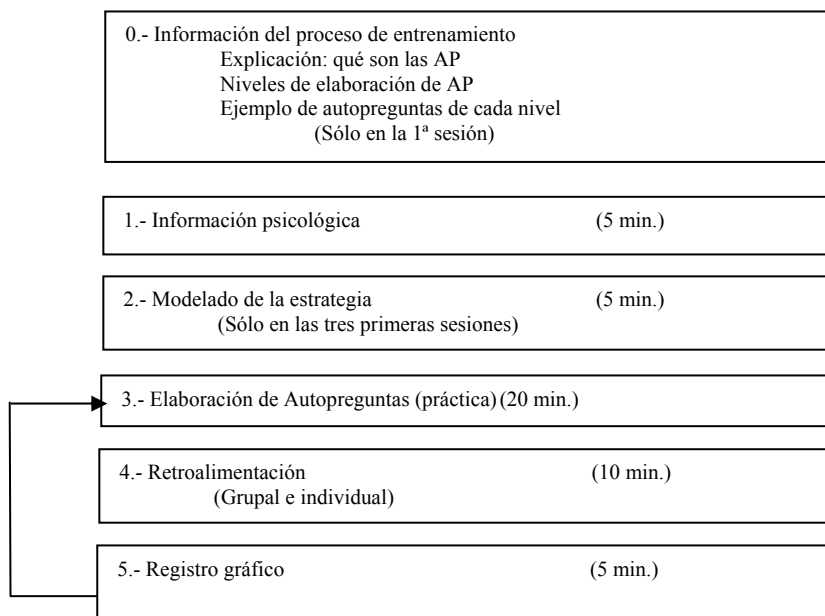 0.- Información del proceso de entrenamiento
Explicación: qué son las AP
Niveles de elaboración de AP
Ejemplo de autopreguntas de cada nivel
(Sólo en la 1ª sesión)
1.- Información psicológica (5 min.)
2.- Modelado de la estrategia (5 min.)
(Sólo en las tres primeras sesiones)
3.- Elaboración de Autopreguntas (práctica) (20 min.)
4.- Retroalimentación (10 min.)
(Grupal e individual)
5.- Registro gráfico (5 min.)